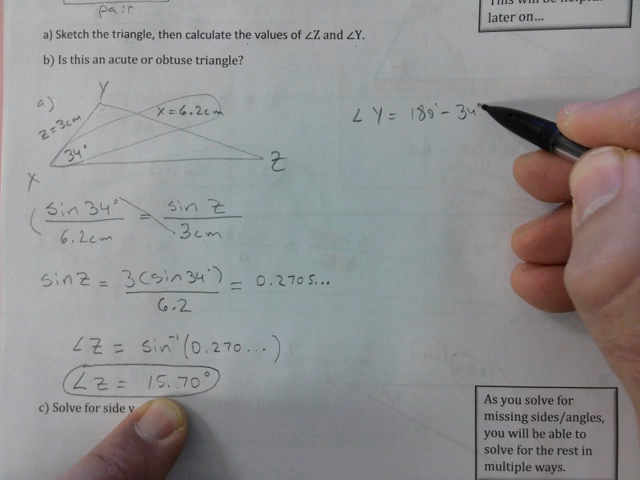 pair
later on...
a) Sketch the triangle, then calculate the values of ∠Z and ∠Y.
b) Is this an acute or obtuse triangle?
a)
Y
z=3cm
x=6.2cm
34°
X
Z
∠Y = 180° - 34°
sin 34° / 6.2cm = sin Z / 3cm
sin Z = 3(sin 34°) / 6.2 = 0.2705...
∠Z = sin⁻¹(0.270...)
∠Z = 15.70°
c) Solve for side y
As you solve for
missing sides/angles,
you will be able to
solve for the rest in
multiple ways.